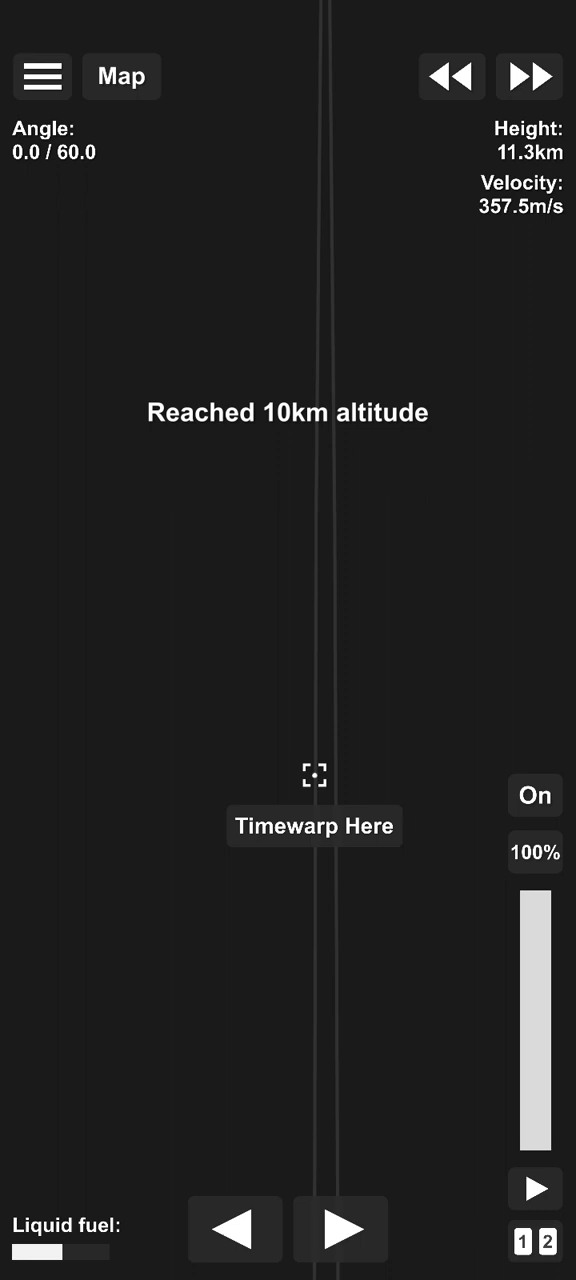 Map
Angle:
0.0 / 60.0
Height:
11.3km
Velocity:
357.5m/s
Reached 10km altitude
Timewarp Here
On
100%
Liquid fuel:
1 2